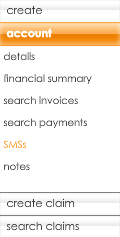 create
account
details
financial summary
search invoices
search payments
SMSs
notes
create claim
search claims